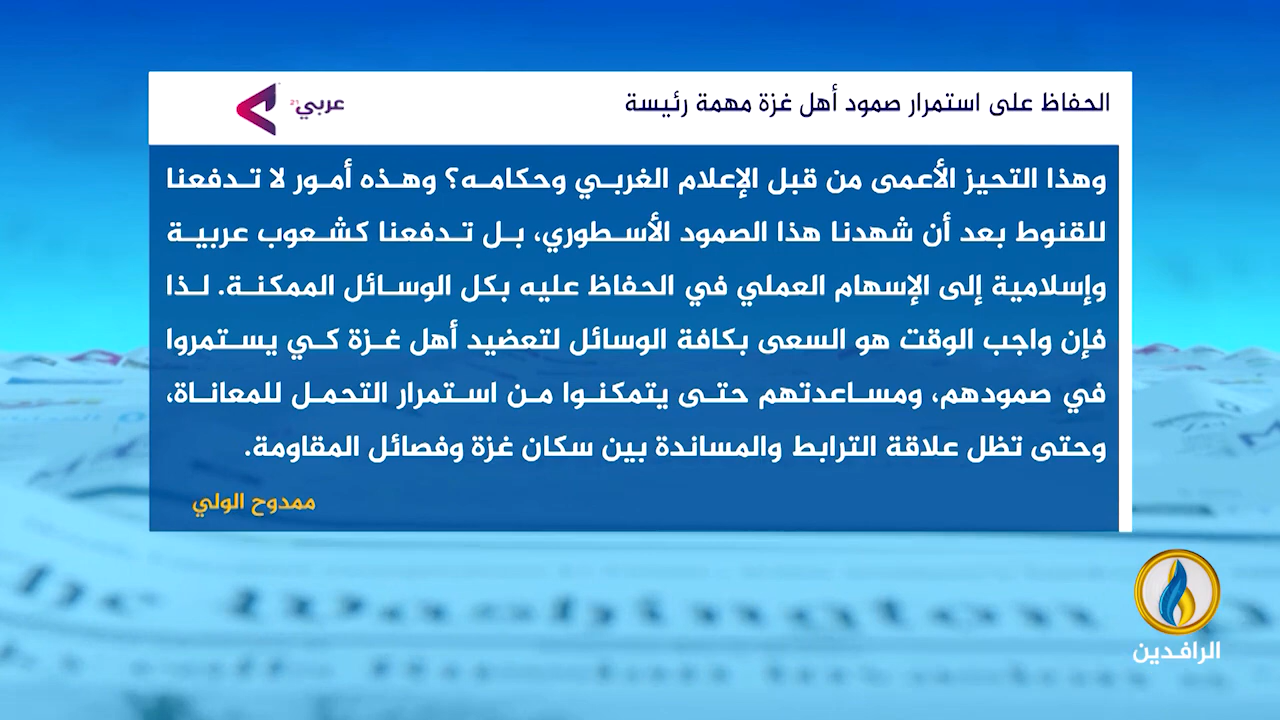 الحفاظ على استمرار صمود أهل غزة مهمة رئيسة
عربي21
وهذا التحيز الأعمى من قبل الإعلام الغربي وحكامه؟ وهذه أمور لا تدفعنا
للقنوط بعد أن شهدنا هذا الصمود الأسطوري، بل تدفعنا كشعوب عربية
وإسلامية إلى الإسهام العملي في الحفاظ عليه بكل الوسائل الممكنة. لذا
فإن واجب الوقت هو السعى بكافة الوسائل لتعضيد أهل غزة كي يستمروا
في صمودهم، ومساعدتهم حتى يتمكنوا من استمرار التحمل للمعاناة،
وحتى تظل علاقة الترابط والمساندة بين سكان غزة وفصائل المقاومة.
ممدوح الولي
الرافدين